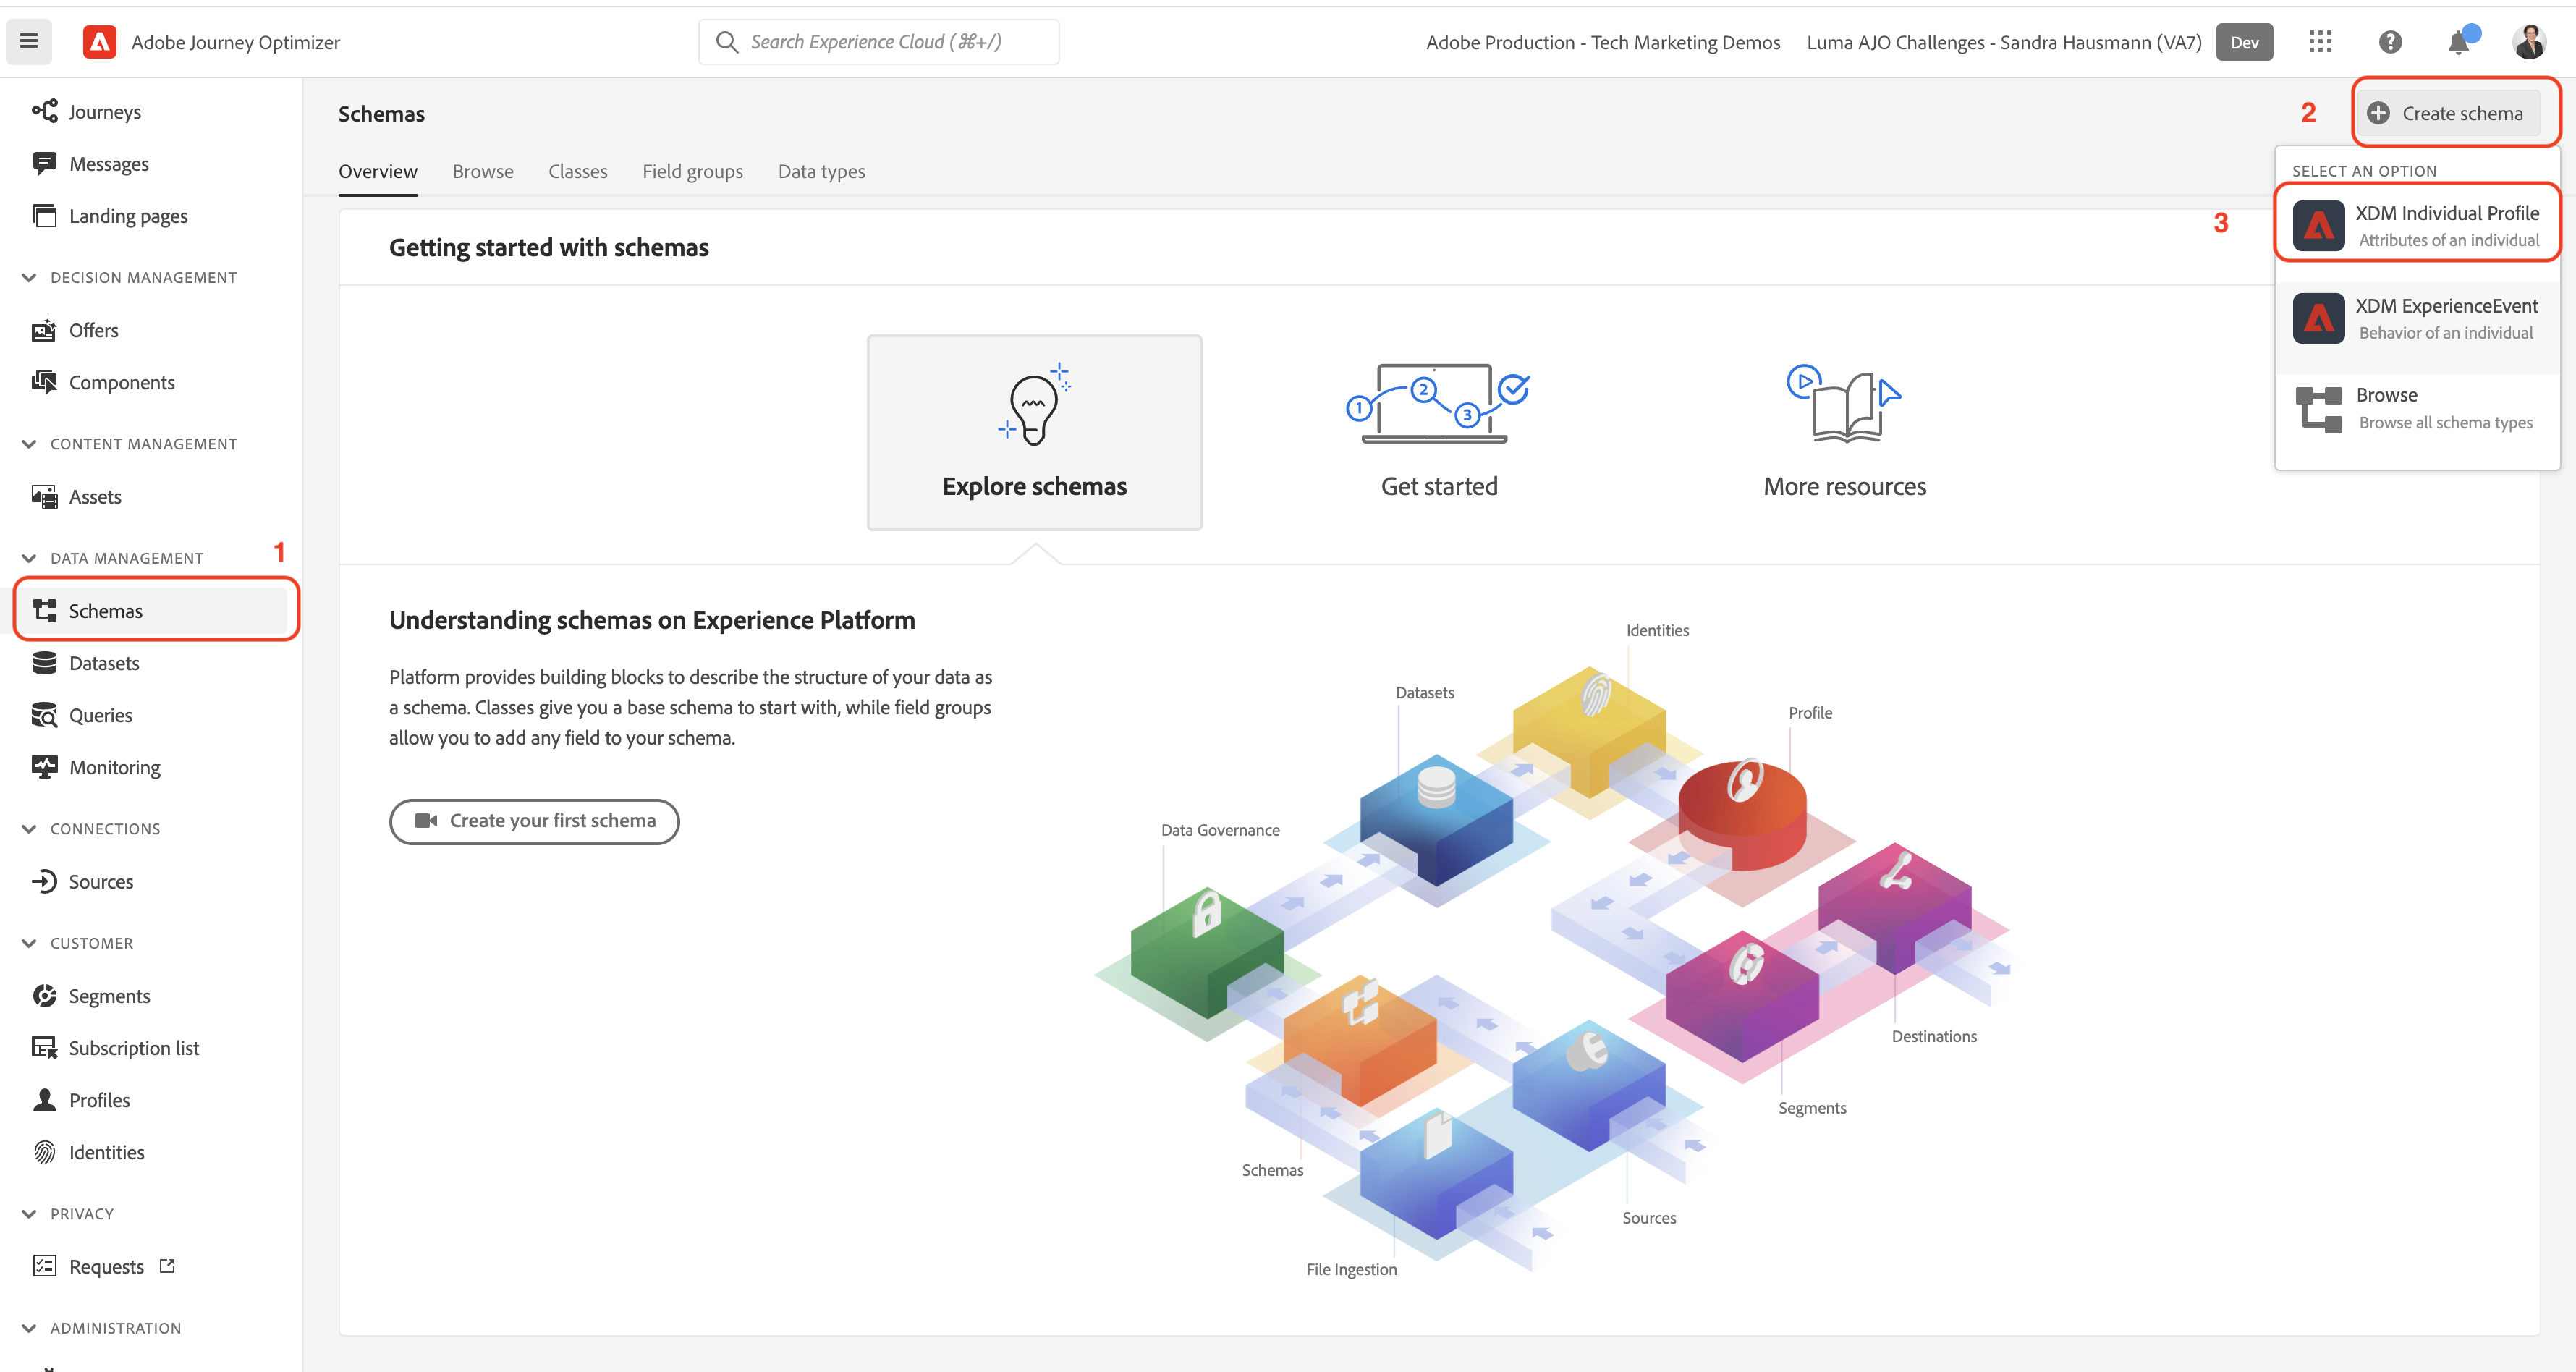 Adobe Journey Optimizer
Search Experience Cloud (⌘+/)
Adobe Production - Tech Marketing Demos
Luma AJO Challenges - Sandra Hausmann (VA7)
Dev
Journeys
Messages
Landing pages
DECISION MANAGEMENT
Offers
Components
CONTENT MANAGEMENT
Assets
DATA MANAGEMENT
1
Schemas
Datasets
Queries
Monitoring
CONNECTIONS
Sources
CUSTOMER
Segments
Subscription list
Profiles
Identities
PRIVACY
Requests
ADMINISTRATION
Schemas
2
Create schema
Overview
Browse
Classes
Field groups
Data types
SELECT AN OPTION
3
XDM Individual Profile
Attributes of an individual
XDM ExperienceEvent
Behavior of an individual
Browse
Browse all schema types
Getting started with schemas
1
2
3
Explore schemas
Get started
More resources
Understanding schemas on Experience Platform
Platform provides building blocks to describe the structure of your data as
a schema. Classes give you a base schema to start with, while field groups
allow you to add any field to your schema.
Create your first schema
Identities
Datasets
Profile
Data Governance
Destinations
Segments
Schemas
Sources
File Ingestion